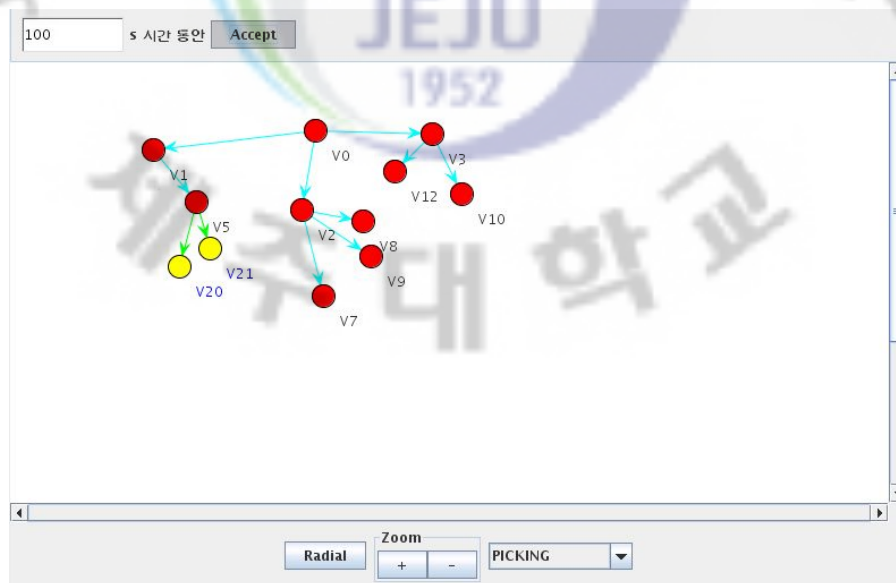 JEJU
1952
100 s 시간 동안 Accept
V0
V3
V1
V12
V10
V5
V2
V8
V21
V9
V20
V7
제주대학교
Radial
Zoom
+ -
PICKING